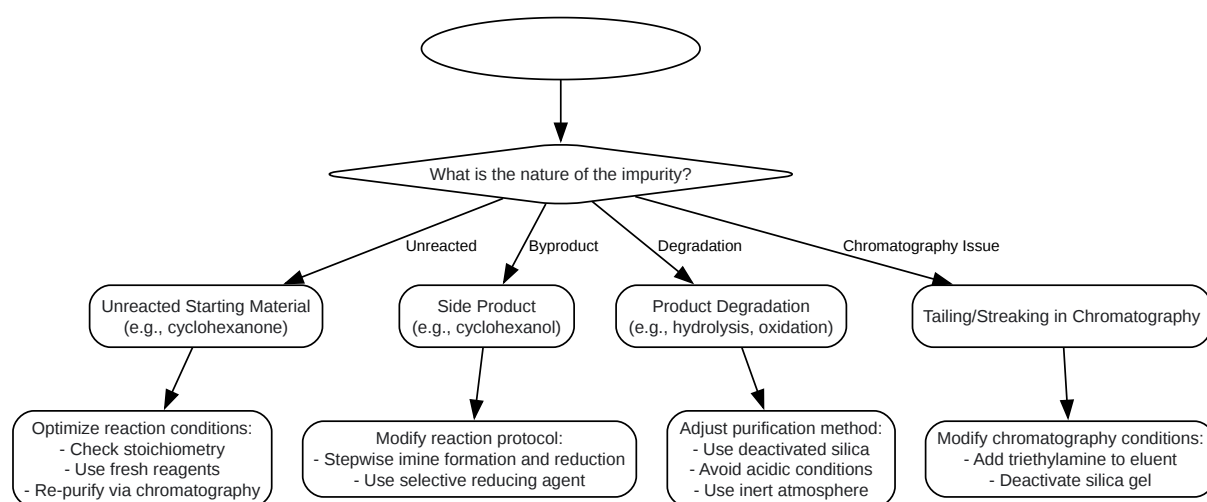 What is the nature of the impurity?
Unreacted
Byproduct
Degradation
Chromatography Issue
Unreacted Starting Material
(e.g., cyclohexanone)
Side Product
(e.g., cyclohexanol)
Product Degradation
(e.g., hydrolysis, oxidation)
Tailing/Streaking in Chromatography
Optimize reaction conditions:
- Check stoichiometry
- Use fresh reagents
- Re-purify via chromatography
Modify reaction protocol:
- Stepwise imine formation and reduction
- Use selective reducing agent
Adjust purification method:
- Use deactivated silica
- Avoid acidic conditions
- Use inert atmosphere
Modify chromatography conditions:
- Add triethylamine to eluent
- Deactivate silica gel